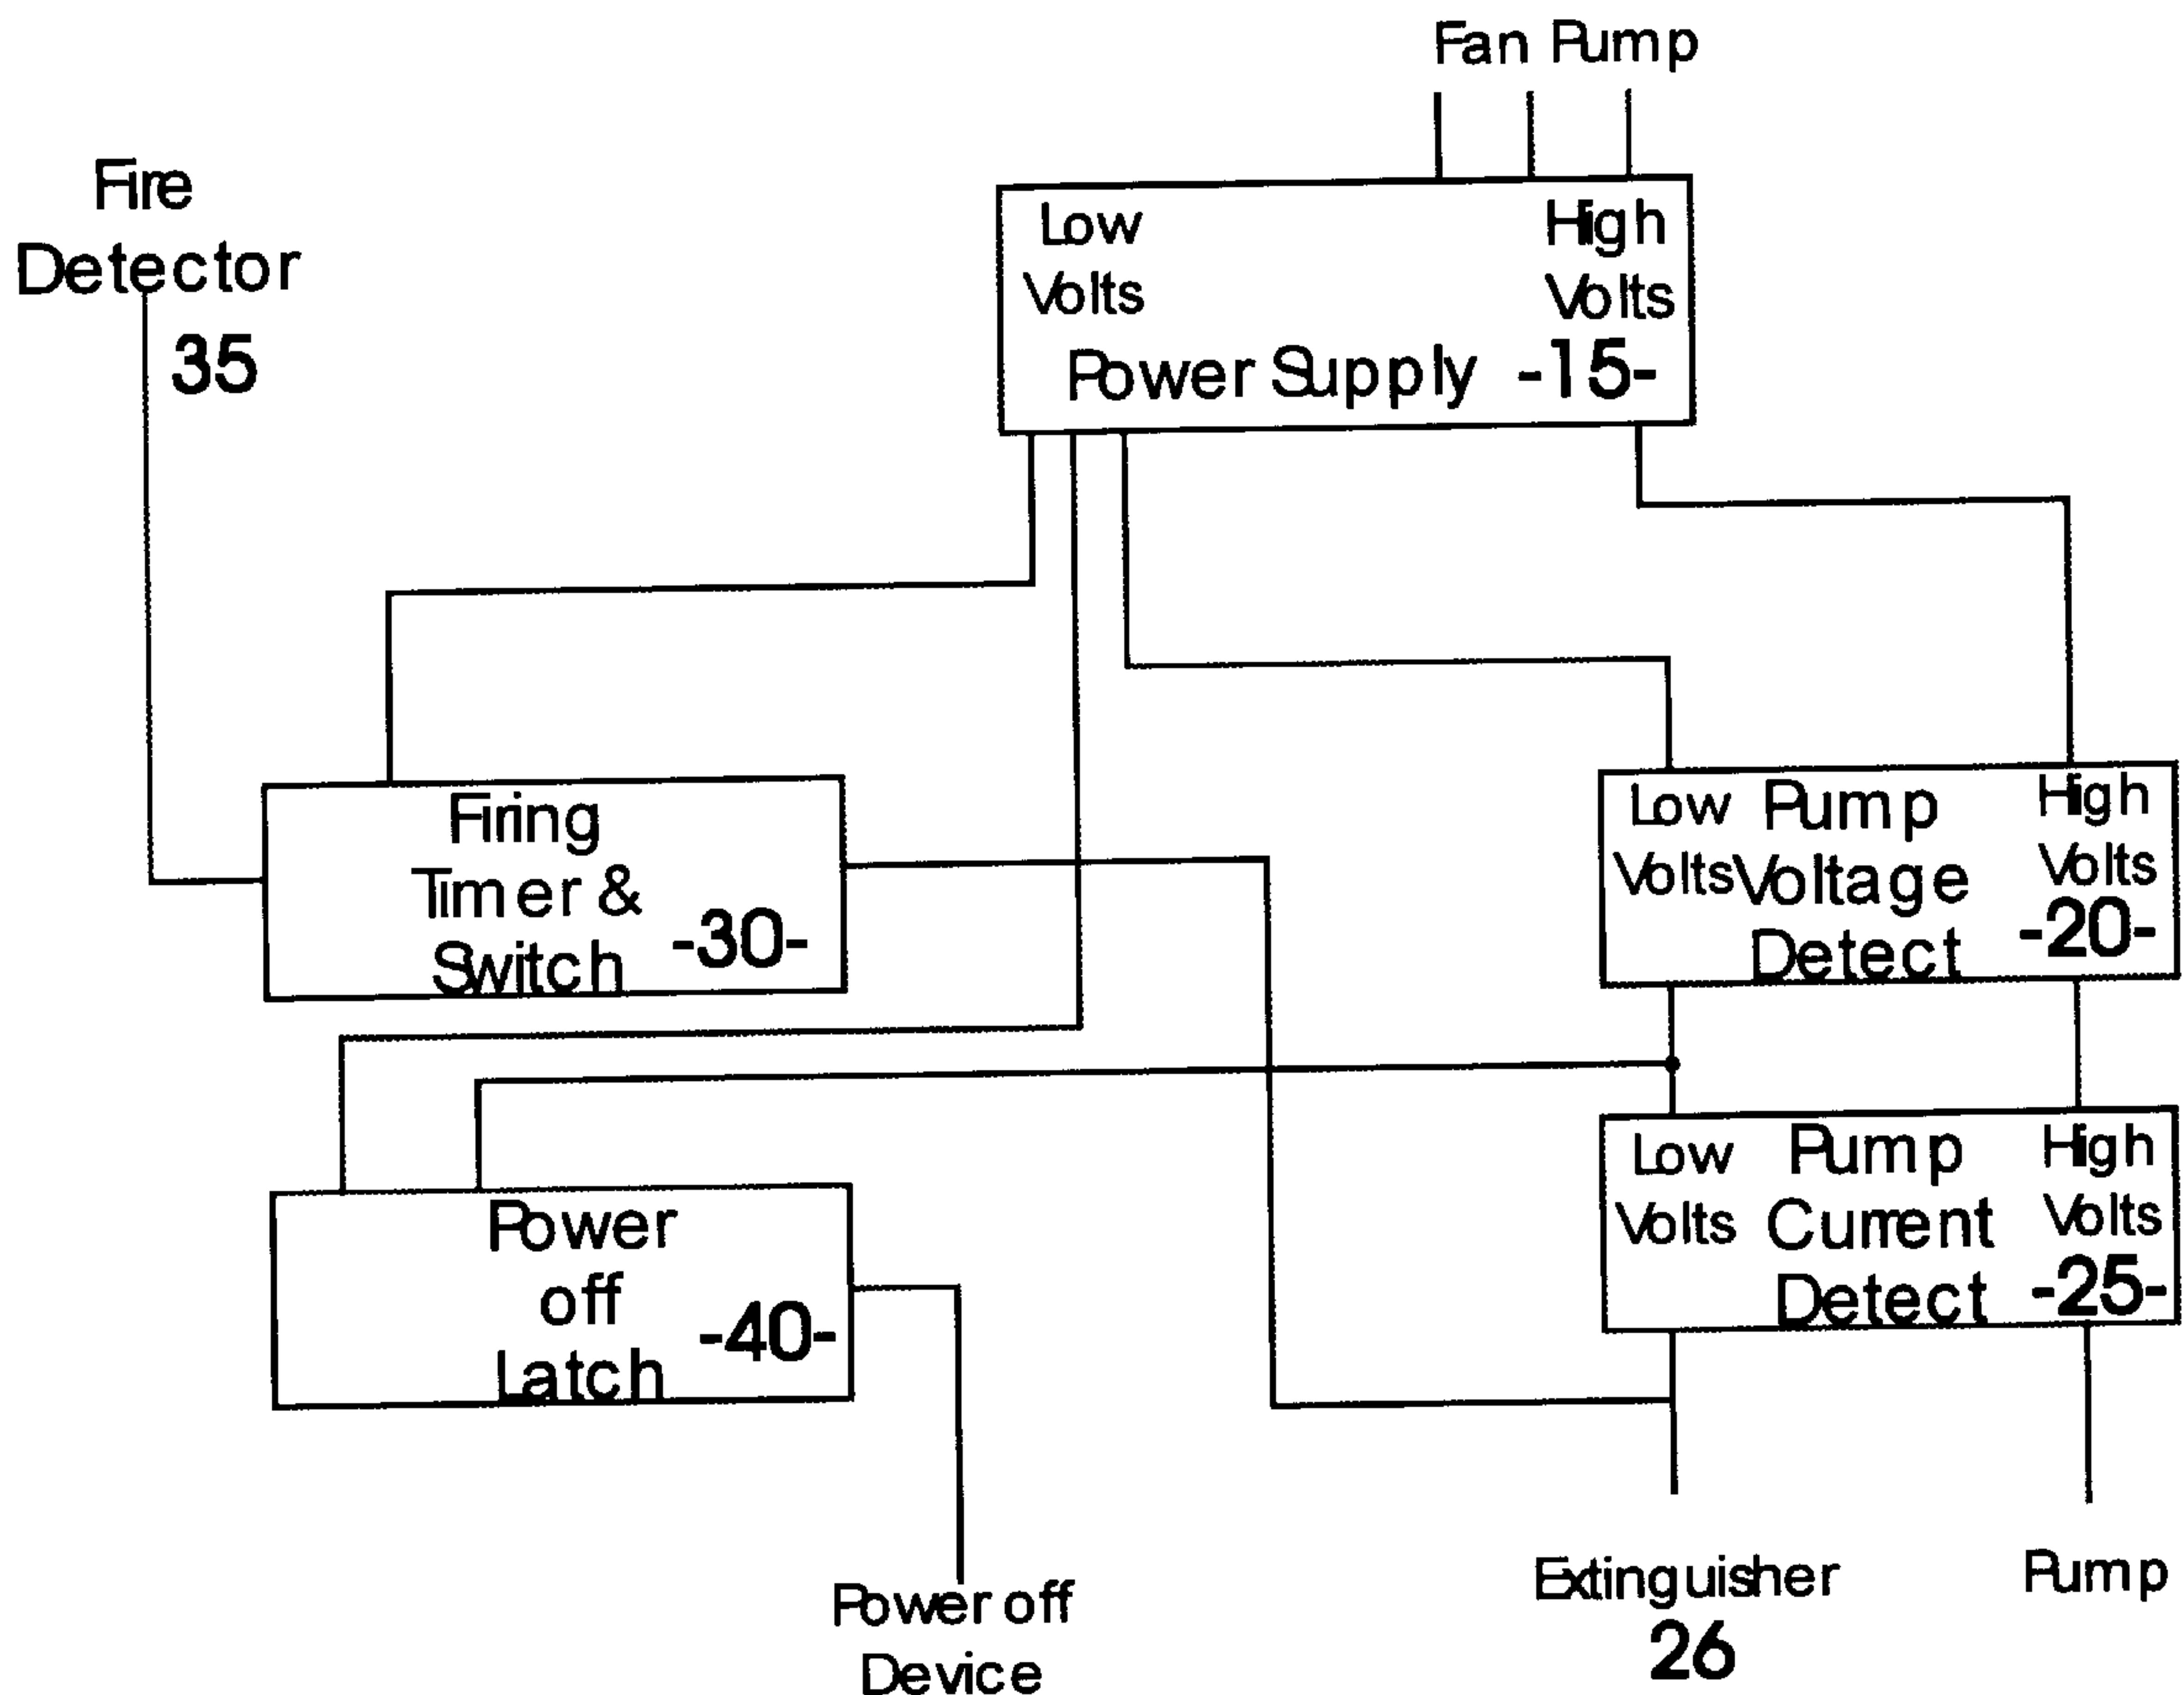 Fan Pump
Fire
Detector
35
Low
Volts
High
Volts
Power Supply -15-
Firing
Timer &
Switch
-30-
Low
Volts
Pump
Voltage
Detect
High
Volts
-20-
Power
off
Latch
-40-
Low
Volts
Pump
Current
Detect
High
Volts
-25-
Power off
Device
Extinguisher
26
Pump